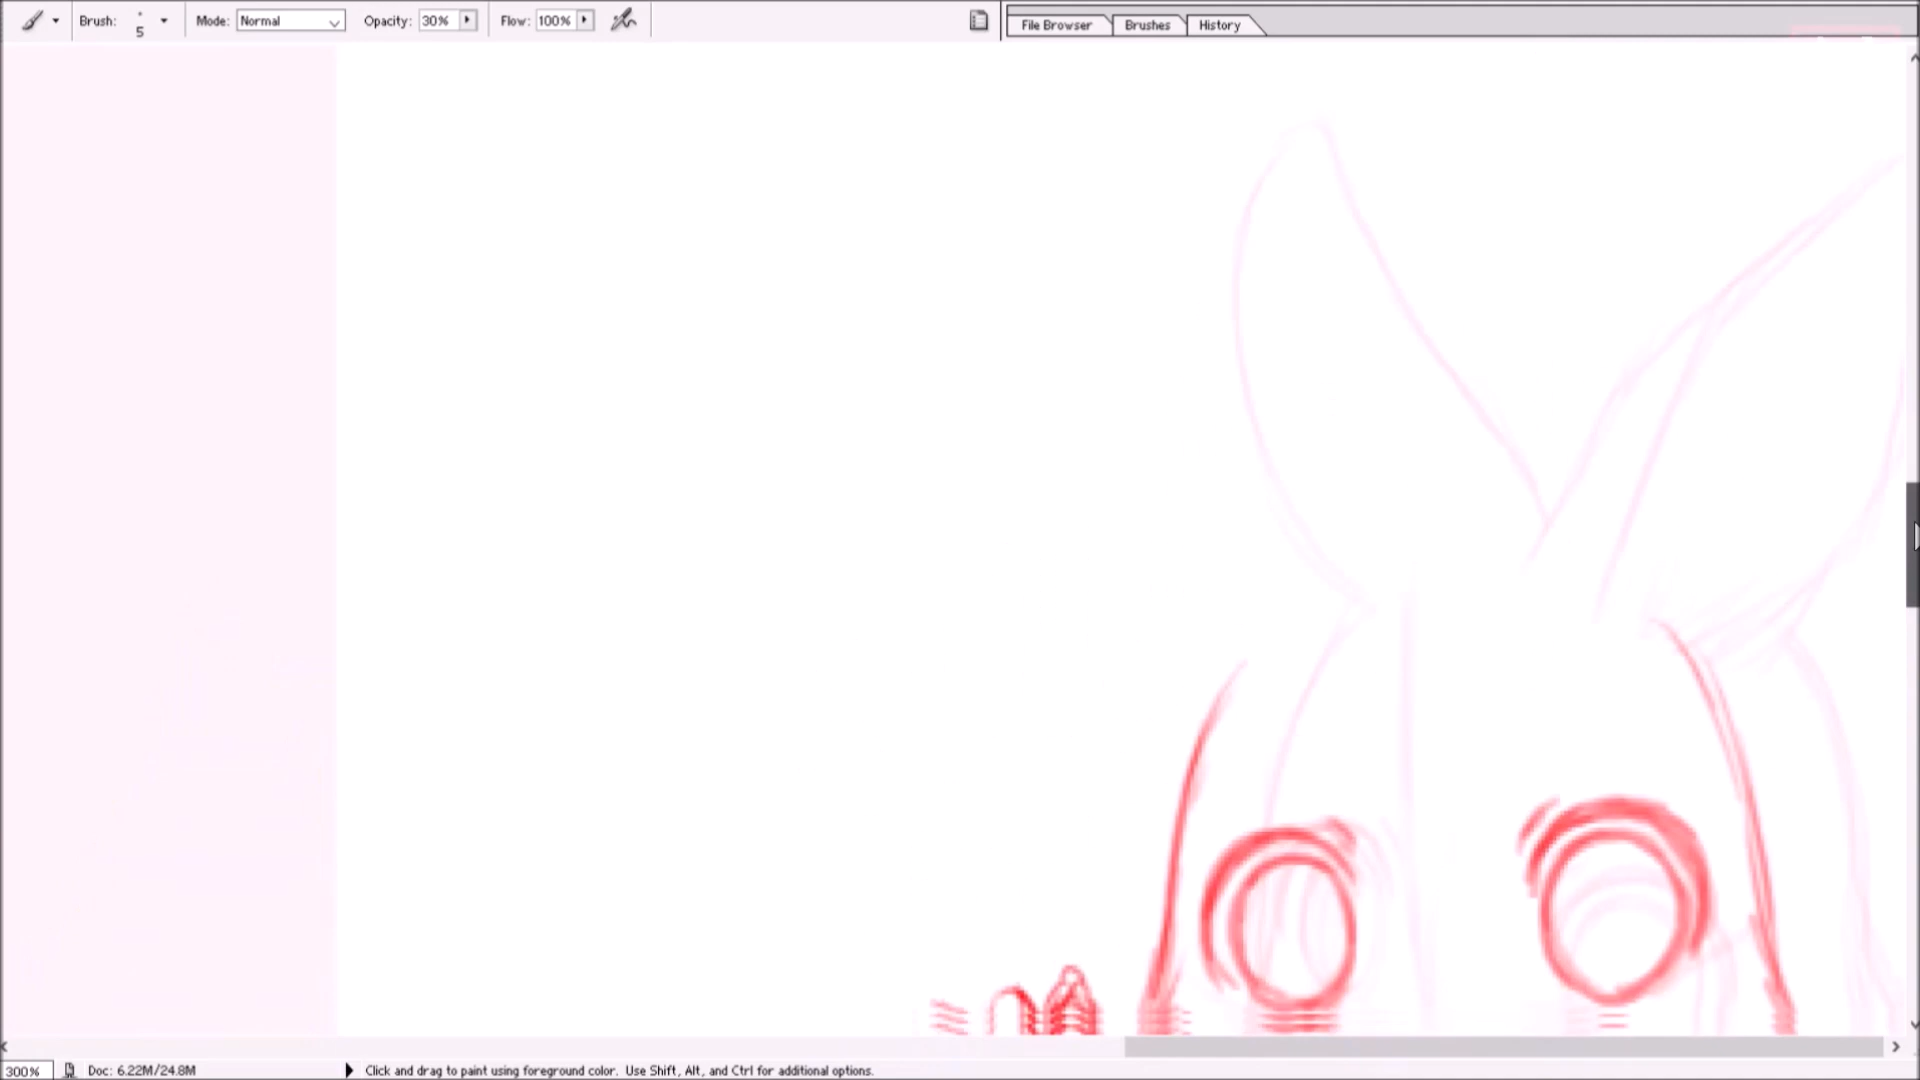 Brush: 5 Mode: Normal Opacity: 30% Flow: 100% File Browser Brushes History
300% Doc: 6.22M/24.8M Click and drag to paint using foreground color. Use Shift, Alt, and Ctrl for additional options.